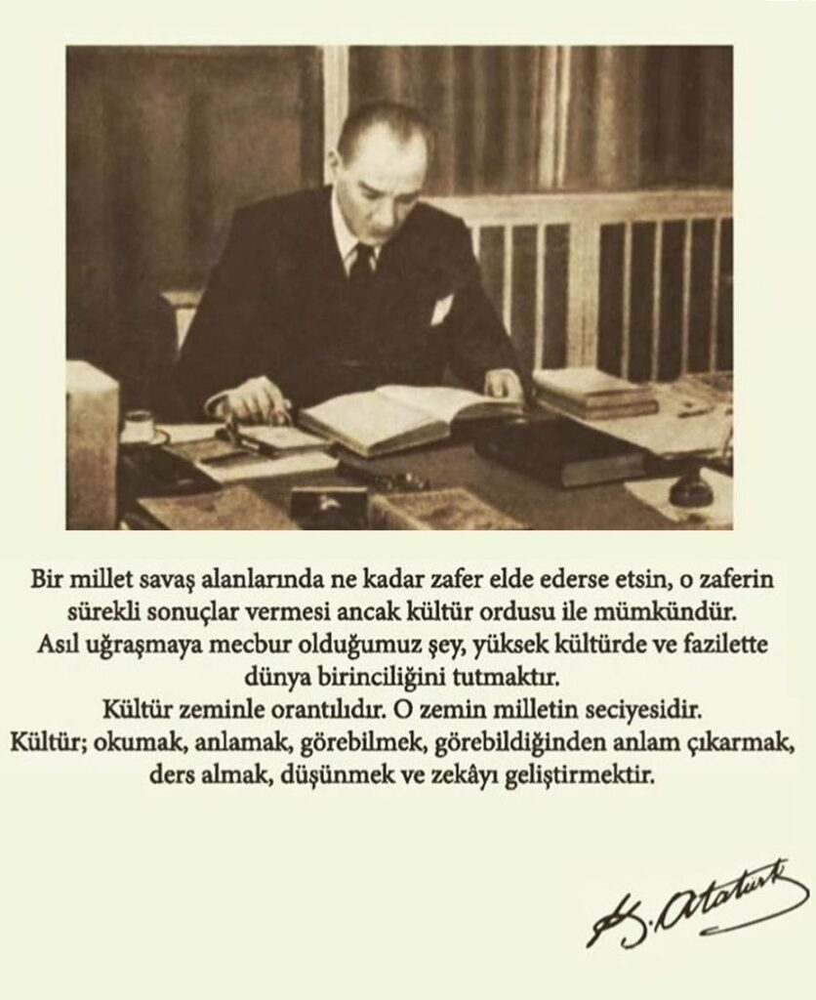 Bir millet savaş alanlarında ne kadar zafer elde ederse etsin, o zaferin
sürekli sonuçlar vermesi ancak kültür ordusu ile mümkündür.
Asıl uğraşmaya mecbur olduğumuz şey, yüksek kültürde ve fazilette
dünya birinciliğini tutmaktır.
Kültür zeminle orantılıdır. O zemin milletin seciyesidir.
Kültür; okumak, anlamak, görebilmek, görebildiğinden anlam çıkarmak,
ders almak, düşünmek ve zekâyı geliştirmektir.
K. Atatürk